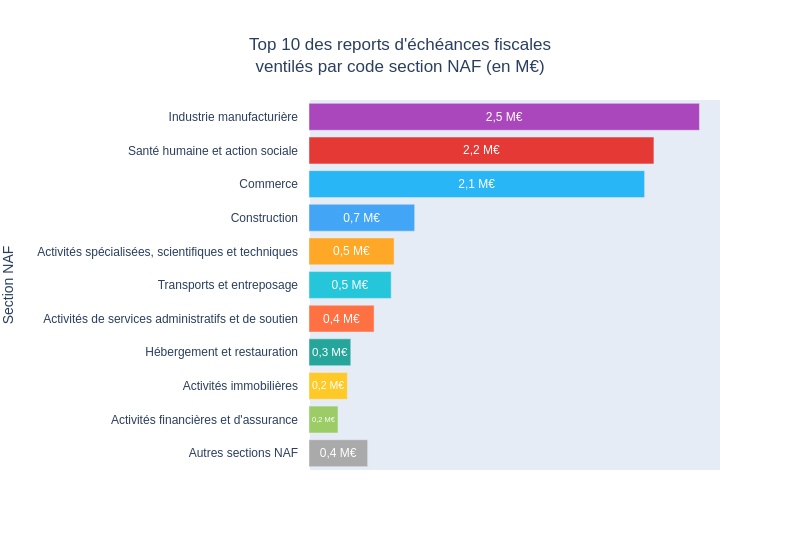 Top 10 des reports d'échéances fiscales
ventilés par code section NAF (en M€)
Section NAF
Industrie manufacturière 2,5 M€
Santé humaine et action sociale 2,2 M€
Commerce 2,1 M€
Construction 0,7 M€
Activités spécialisées, scientifiques et techniques 0,5 M€
Transports et entreposage 0,5 M€
Activités de services administratifs et de soutien 0,4 M€
Hébergement et restauration 0,3 M€
Activités immobilières 0,2 M€
Activités financières et d'assurance 0,2 M€
Autres sections NAF 0,4 M€